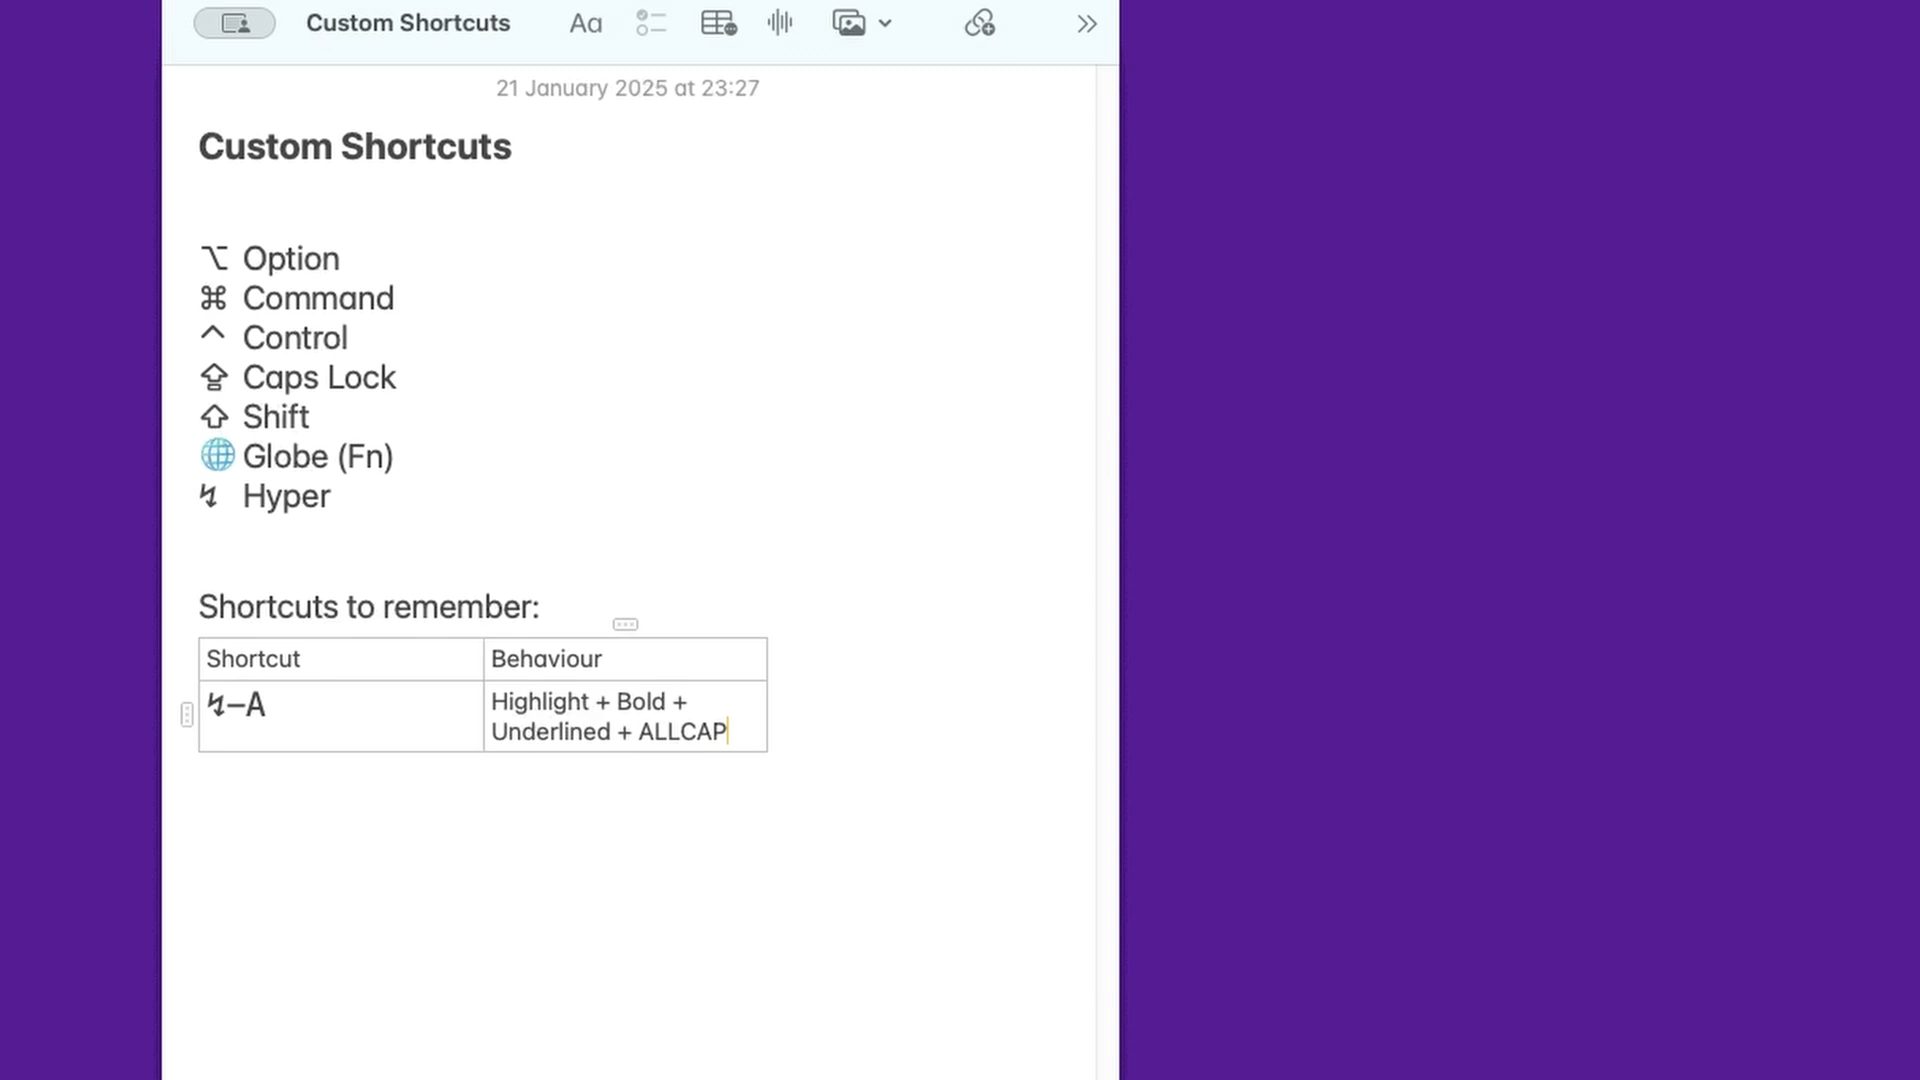 Custom Shortcuts
Aa
21 January 2025 at 23:27
Custom Shortcuts
⌥ Option
⌘ Command
⌃ Control
⇪ Caps Lock
⇧ Shift
🌐 Globe (Fn)
↯ Hyper
Shortcuts to remember:
Shortcut
Behaviour
↯–A
Highlight + Bold +
Underlined + ALLCAP